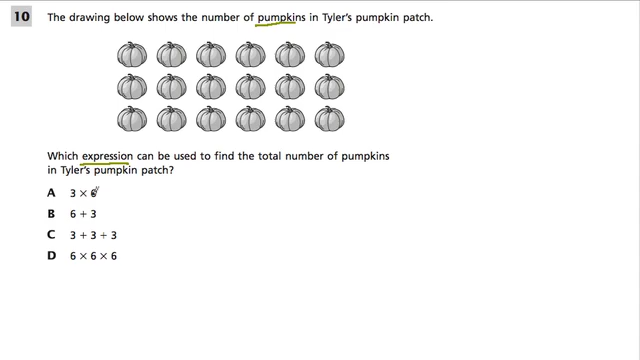 10 The drawing below shows the number of pumpkins in Tyler's pumpkin patch.
Which expression can be used to find the total number of pumpkins
in Tyler's pumpkin patch?
A 3 × 6
B 6 + 3
C 3 + 3 + 3
D 6 × 6 × 6